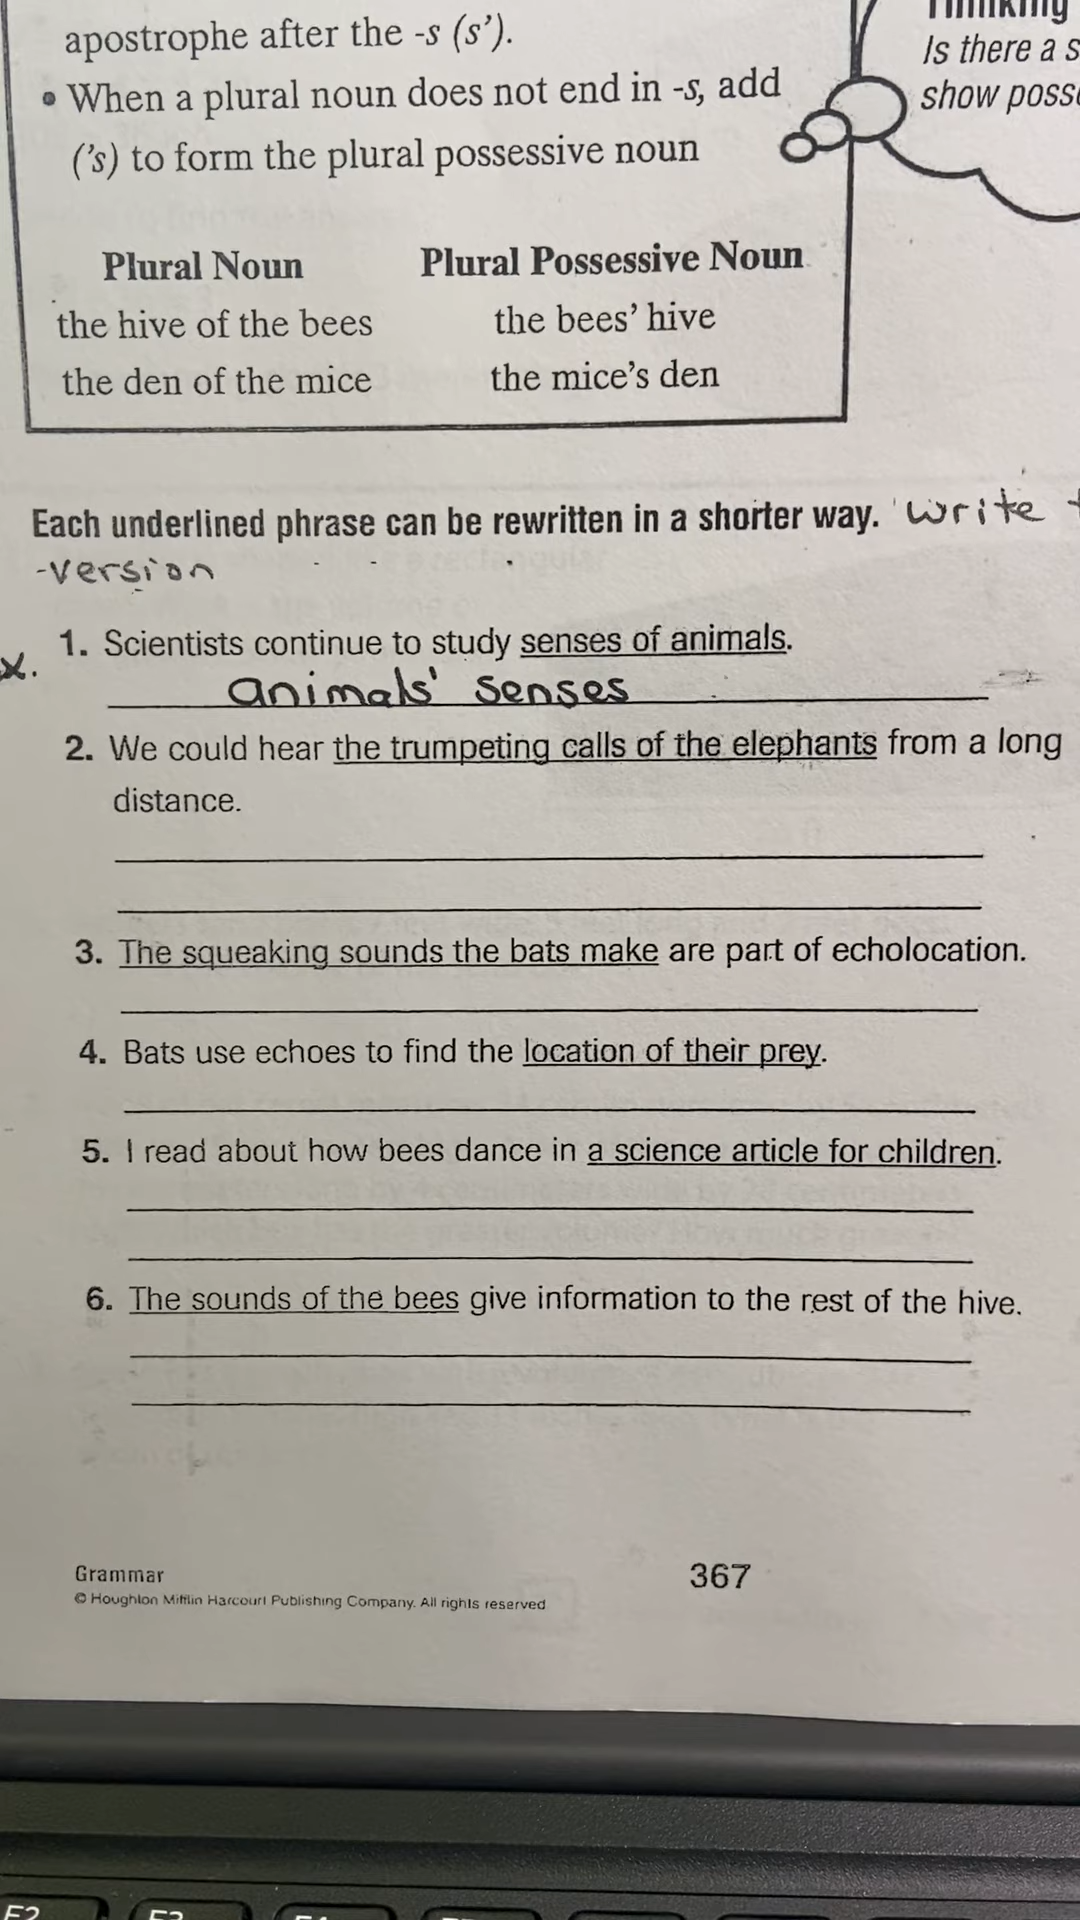 apostrophe after the -s (s’).
• When a plural noun does not end in -s, add
(’s) to form the plural possessive noun
Thinking
Is there a s
show posse
Plural Noun Plural Possessive Noun
the hive of the bees the bees’ hive
the den of the mice the mice’s den
Each underlined phrase can be rewritten in a shorter way. write
-version
x.
1. Scientists continue to study senses of animals.
animals' senses
2. We could hear the trumpeting calls of the elephants from a long
distance.
3. The squeaking sounds the bats make are part of echolocation.
4. Bats use echoes to find the location of their prey.
5. I read about how bees dance in a science article for children.
6. The sounds of the bees give information to the rest of the hive.
Grammar
367
© Houghton Mifflin Harcourt Publishing Company. All rights reserved
F2 F3